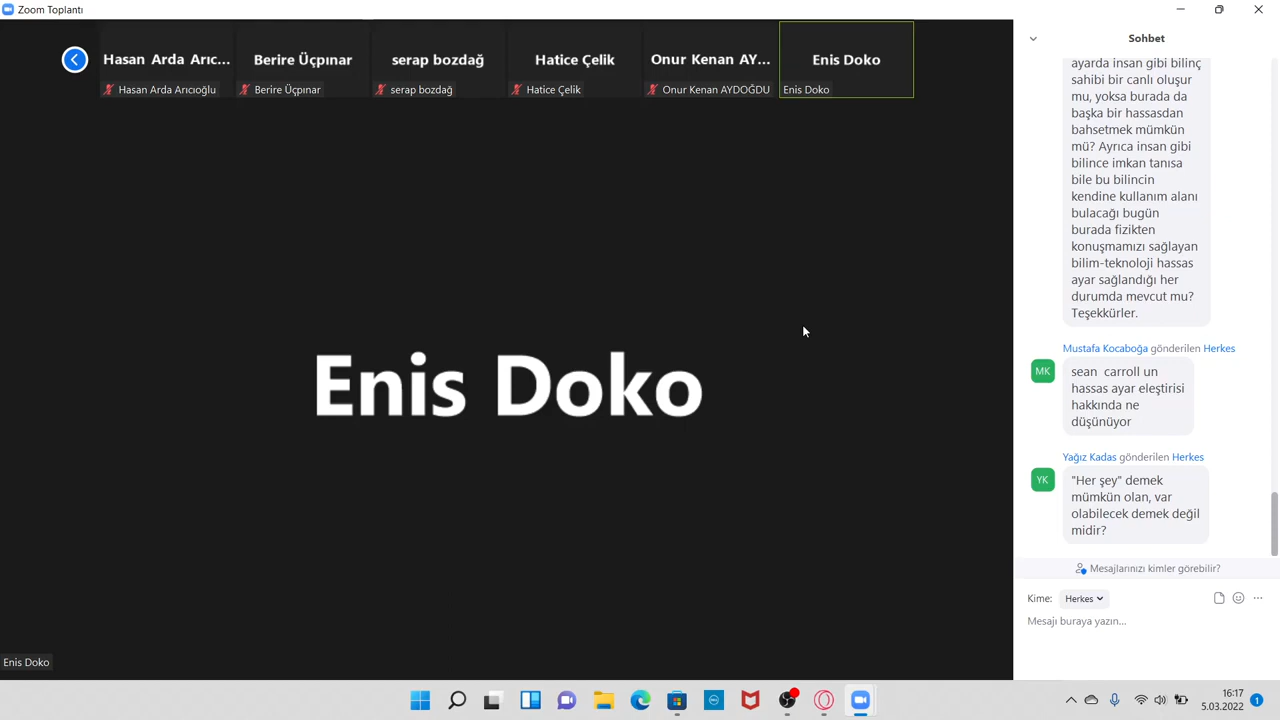 Zoom Toplantı
Hasan Arda Arıc...
Berire Üçpınar
serap bozdağ
Hatice Çelik
Onur Kenan AY...
Enis Doko
Hasan Arda Arıcıoğlu
Berire Üçpınar
serap bozdağ
Hatice Çelik
Onur Kenan AYDOĞDU
Enis Doko
Enis Doko
Enis Doko
Sohbet
ayarda insan gibi bilinç
sahibi bir canlı oluşur
mu, yoksa burada da
başka bir hassasdan
bahsetmek mümkün
mü? Ayrıca insan gibi
bilince imkan tanısa
bile bu bilincin
kendine kullanım alanı
bulacağı bugün
burada fizikten
konuşmamızı sağlayan
bilim-teknoloji hassas
ayar sağlandığı her
durumda mevcut mu?
Teşekkürler.
Mustafa Kocaboğa gönderilen Herkes
MK
sean carroll un
hassas ayar eleştirisi
hakkında ne
düşünüyor
Yağız Kadas gönderilen Herkes
YK
"Her şey" demek
mümkün olan, var
olabilecek demek değil
midir?
Mesajlarınızı kimler görebilir?
Kime: Herkes
Mesajı buraya yazın...
16:17
5.03.2022
1